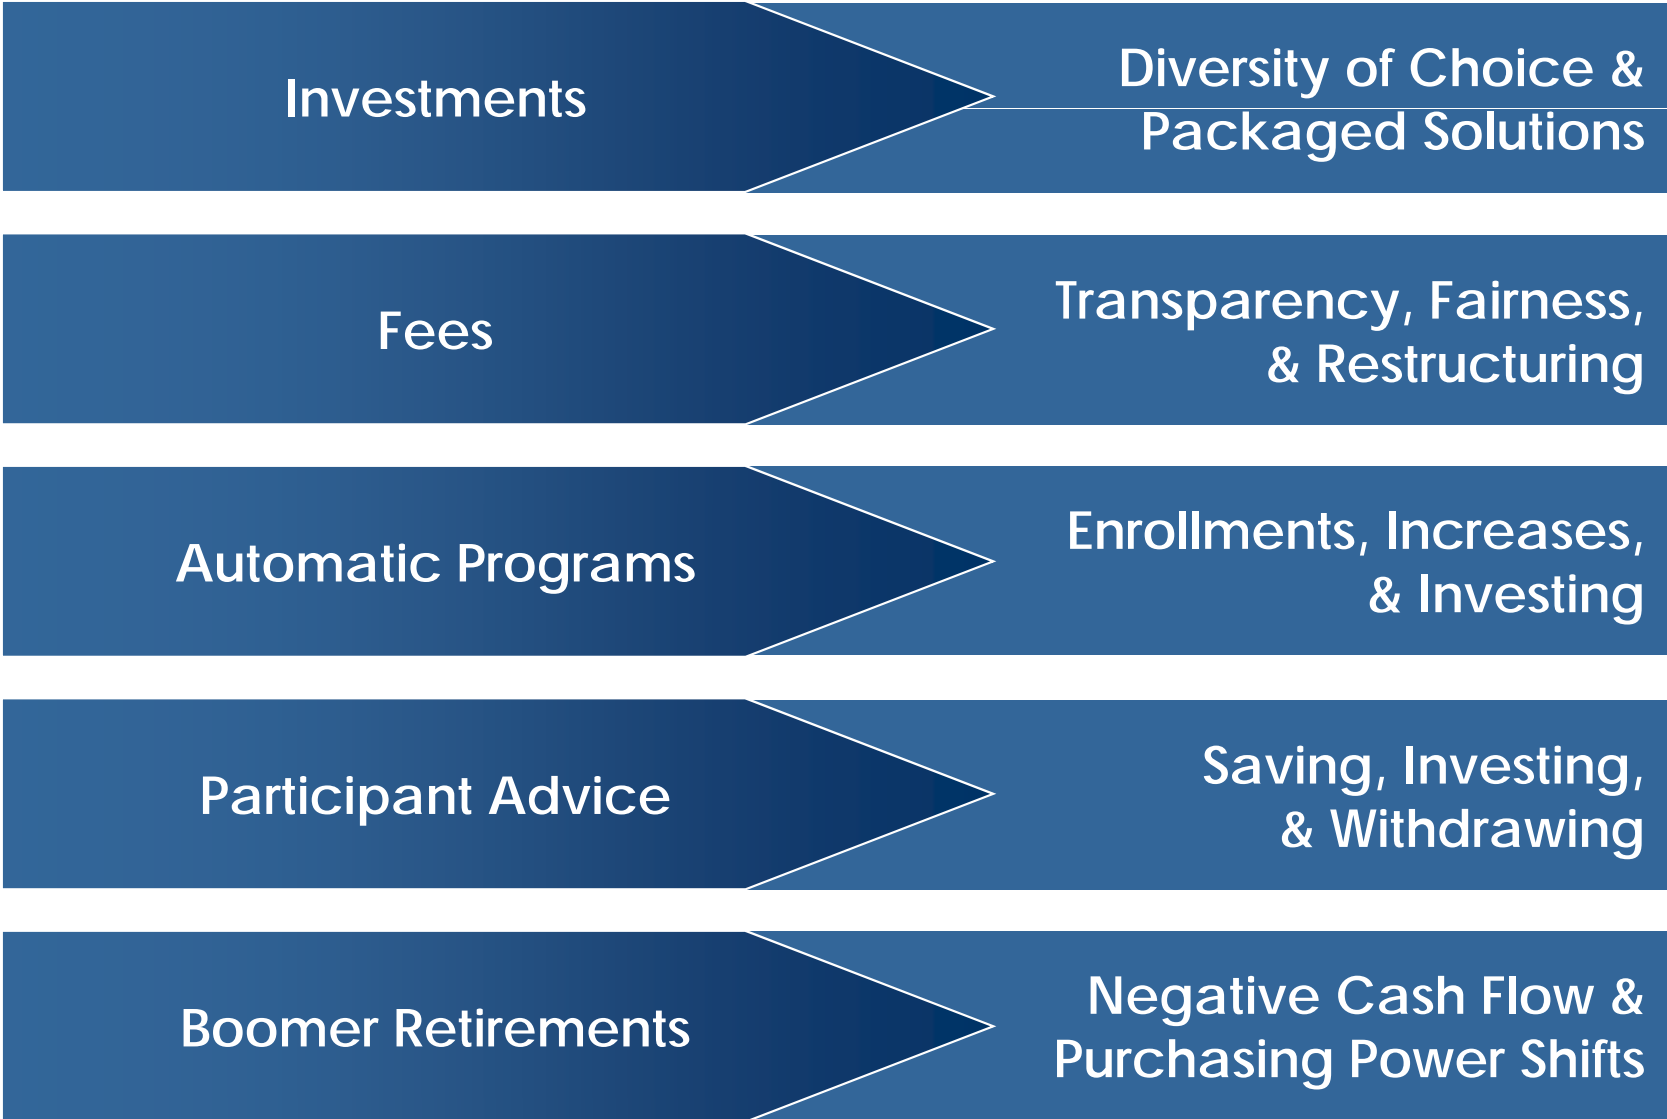 Investments
Diversity of Choice &
Packaged Solutions
Fees
Transparency, Fairness,
& Restructuring
Automatic Programs
Enrollments, Increases,
& Investing
Participant Advice
Saving, Investing,
& Withdrawing
Boomer Retirements
Negative Cash Flow &
Purchasing Power Shifts